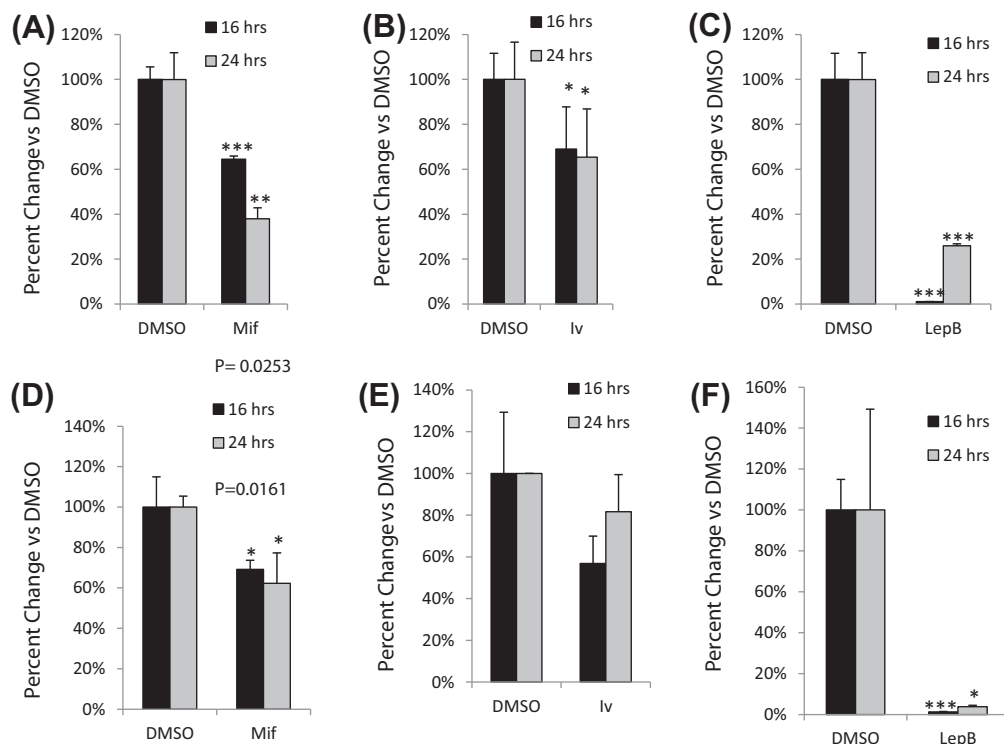 (A)
Percent Change vs DMSO
120%
100%
80%
60%
40%
20%
0%
16 hrs
24 hrs
***
**
DMSO
Mif
(B)
Percent Change vs DMSO
120%
100%
80%
60%
40%
20%
0%
16 hrs
24 hrs
*
*
DMSO
Iv
(C)
Percent Change vs DMSO
120%
100%
80%
60%
40%
20%
0%
16 hrs
24 hrs
***
***
DMSO
LepB
P= 0.0253
(D)
Percent Change vs DMSO
140%
120%
100%
80%
60%
40%
20%
0%
16 hrs
24 hrs
P=0.0161
*
*
DMSO
Mif
(E)
Percent Change vs DMSO
140%
120%
100%
80%
60%
40%
20%
0%
16 hrs
24 hrs
DMSO
Iv
(F)
Percent Change vs DMSO
160%
140%
120%
100%
80%
60%
40%
20%
0%
16 hrs
24 hrs
***
*
DMSO
LepB